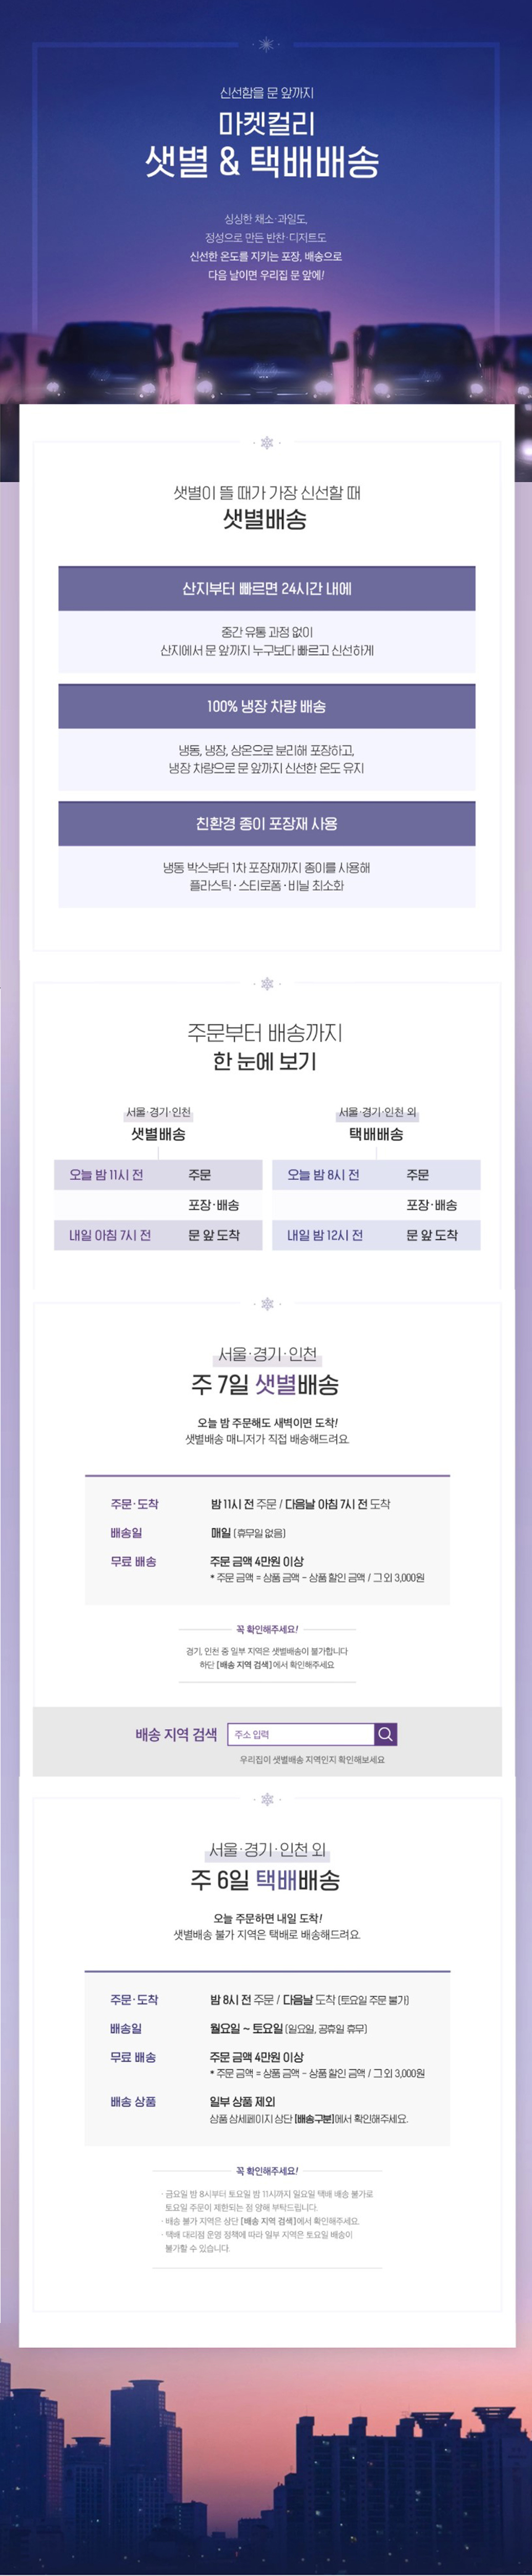 신선함을 문 앞까지
마켓컬리
샛별 & 택배배송
싱싱한 채소·과일도,
정성으로 만든 반찬·디저트도
신선한 온도를 지키는 포장, 배송으로
다음 날이면 우리집 문 앞에!
샛별이 뜰 때가 가장 신선할 때
샛별배송
산지부터 빠르면 24시간 내에
중간 유통 과정 없이
산지에서 문 앞까지 누구보다 빠르고 신선하게
100% 냉장 차량 배송
냉동, 냉장, 상온으로 분리해 포장하고,
냉장 차량으로 문 앞까지 신선한 온도 유지
친환경 종이 포장재 사용
냉동 박스부터 1차 포장재까지 종이를 사용해
플라스틱·스티로폼·비닐 최소화
주문부터 배송까지
한 눈에 보기
서울·경기·인천
샛별배송
오늘 밤 11시 전 주문
포장·배송
내일 아침 7시 전 문 앞 도착
서울·경기·인천 외
택배배송
오늘 밤 8시 전 주문
포장·배송
내일 밤 12시 전 문 앞 도착
서울·경기·인천
주 7일 샛별배송
오늘 밤 주문해도 새벽이면 도착!
샛별배송 매니저가 직접 배송해드려요.
주문·도착 밤 11시 전 주문 / 다음날 아침 7시 전 도착
배송일 매일 (휴무일 없음)
무료 배송 주문 금액 4만원 이상
* 주문 금액 = 상품 금액 - 상품 할인 금액 / 그 외 3,000원
꼭 확인해주세요!
경기, 인천 중 일부 지역은 샛별배송이 불가합니다
하단 [배송 지역 검색]에서 확인해주세요
배송 지역 검색 주소 입력
우리집이 샛별배송 지역인지 확인해보세요
서울·경기·인천 외
주 6일 택배배송
오늘 주문하면 내일 도착!
샛별배송 불가 지역은 택배로 배송해드려요.
주문·도착 밤 8시 전 주문 / 다음날 도착 (토요일 주문 불가)
배송일 월요일 ~ 토요일 (일요일, 공휴일 휴무)
무료 배송 주문 금액 4만원 이상
* 주문 금액 = 상품 금액 - 상품 할인 금액 / 그 외 3,000원
배송 상품 일부 상품 제외
상품 상세페이지 상단 [배송구분]에서 확인해주세요.
꼭 확인해주세요!
· 금요일 밤 8시부터 토요일 밤 11시까지 일요일 택배 배송 불가로
토요일 주문이 제한되는 점 양해 부탁드립니다.
· 배송 불가 지역은 상단 [배송 지역 검색]에서 확인해주세요.
· 택배 대리점 운영 정책에 따라 일부 지역은 토요일 배송이
불가할 수 있습니다.